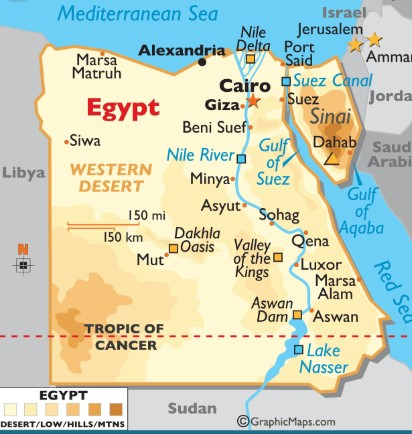 Mediterranean Sea
Israel
Jerusalem
Nile
Delta
Port
Said
Alexandria
Amman
Marsa
Matruh
Cairo
Suez Canal
Jorda
Egypt
Giza
Suez
Sinai
Beni Suef
Siwa
Gulf
of
Suez
Dahab
Saudi
Arabi
Nile River
WESTERN
DESERT
Libya
Minya
Gulf
of
Aqaba
Asyut
Sohag
150 mi
150 km
Dakhla
Oasis
Qena
Mut
Valley
of the
Kings
Luxor
Red Sea
Marsa
Alam
N
Aswan
Dam
Aswan
TROPIC OF
CANCER
Lake
Nasser
EGYPT
DESERT/LOW/HILLS/MTNS
Sudan
©GraphicMaps.com